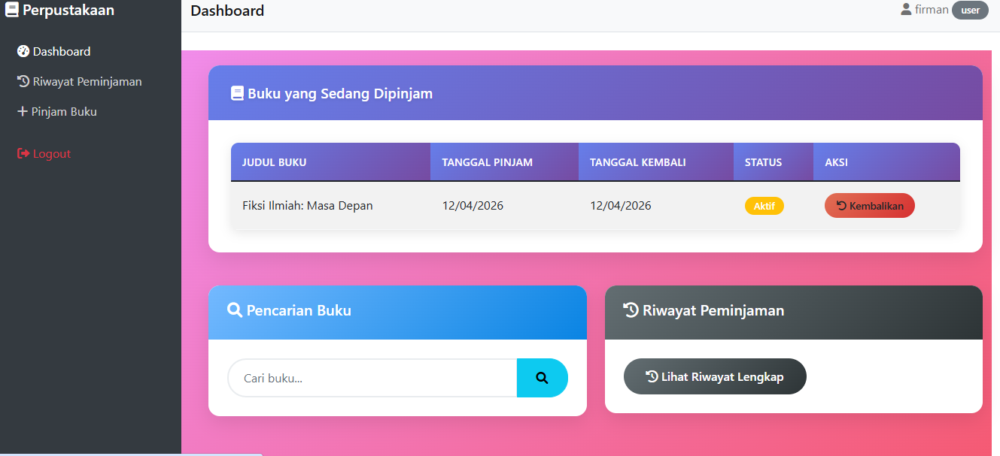 Perpustakaan
Dashboard
Riwayat Peminjaman
Pinjam Buku
Logout
Dashboard
firman user
Buku yang Sedang Dipinjam
JUDUL BUKU TANGGAL PINJAM TANGGAL KEMBALI STATUS AKSI
Fiksi Ilmiah: Masa Depan 12/04/2026 12/04/2026 Aktif Kembalikan
Pencarian Buku
Cari buku...
Riwayat Peminjaman
Lihat Riwayat Lengkap